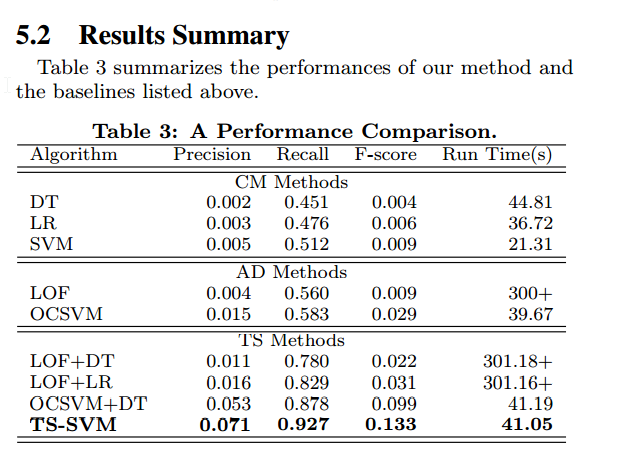 5.2 Results Summary
Table 3 summarizes the performances of our method and
the baselines listed above.
Table 3: A Performance Comparison.
Algorithm Precision Recall F-score Run Time(s)
CM Methods
DT 0.002 0.451 0.004 44.81
LR 0.003 0.476 0.006 36.72
SVM 0.005 0.512 0.009 21.31
AD Methods
LOF 0.004 0.560 0.009 300+
OCSVM 0.015 0.583 0.029 39.67
TS Methods
LOF+DT 0.011 0.780 0.022 301.18+
LOF+LR 0.016 0.829 0.031 301.16+
OCSVM+DT 0.053 0.878 0.099 41.19
TS-SVM 0.071 0.927 0.133 41.05